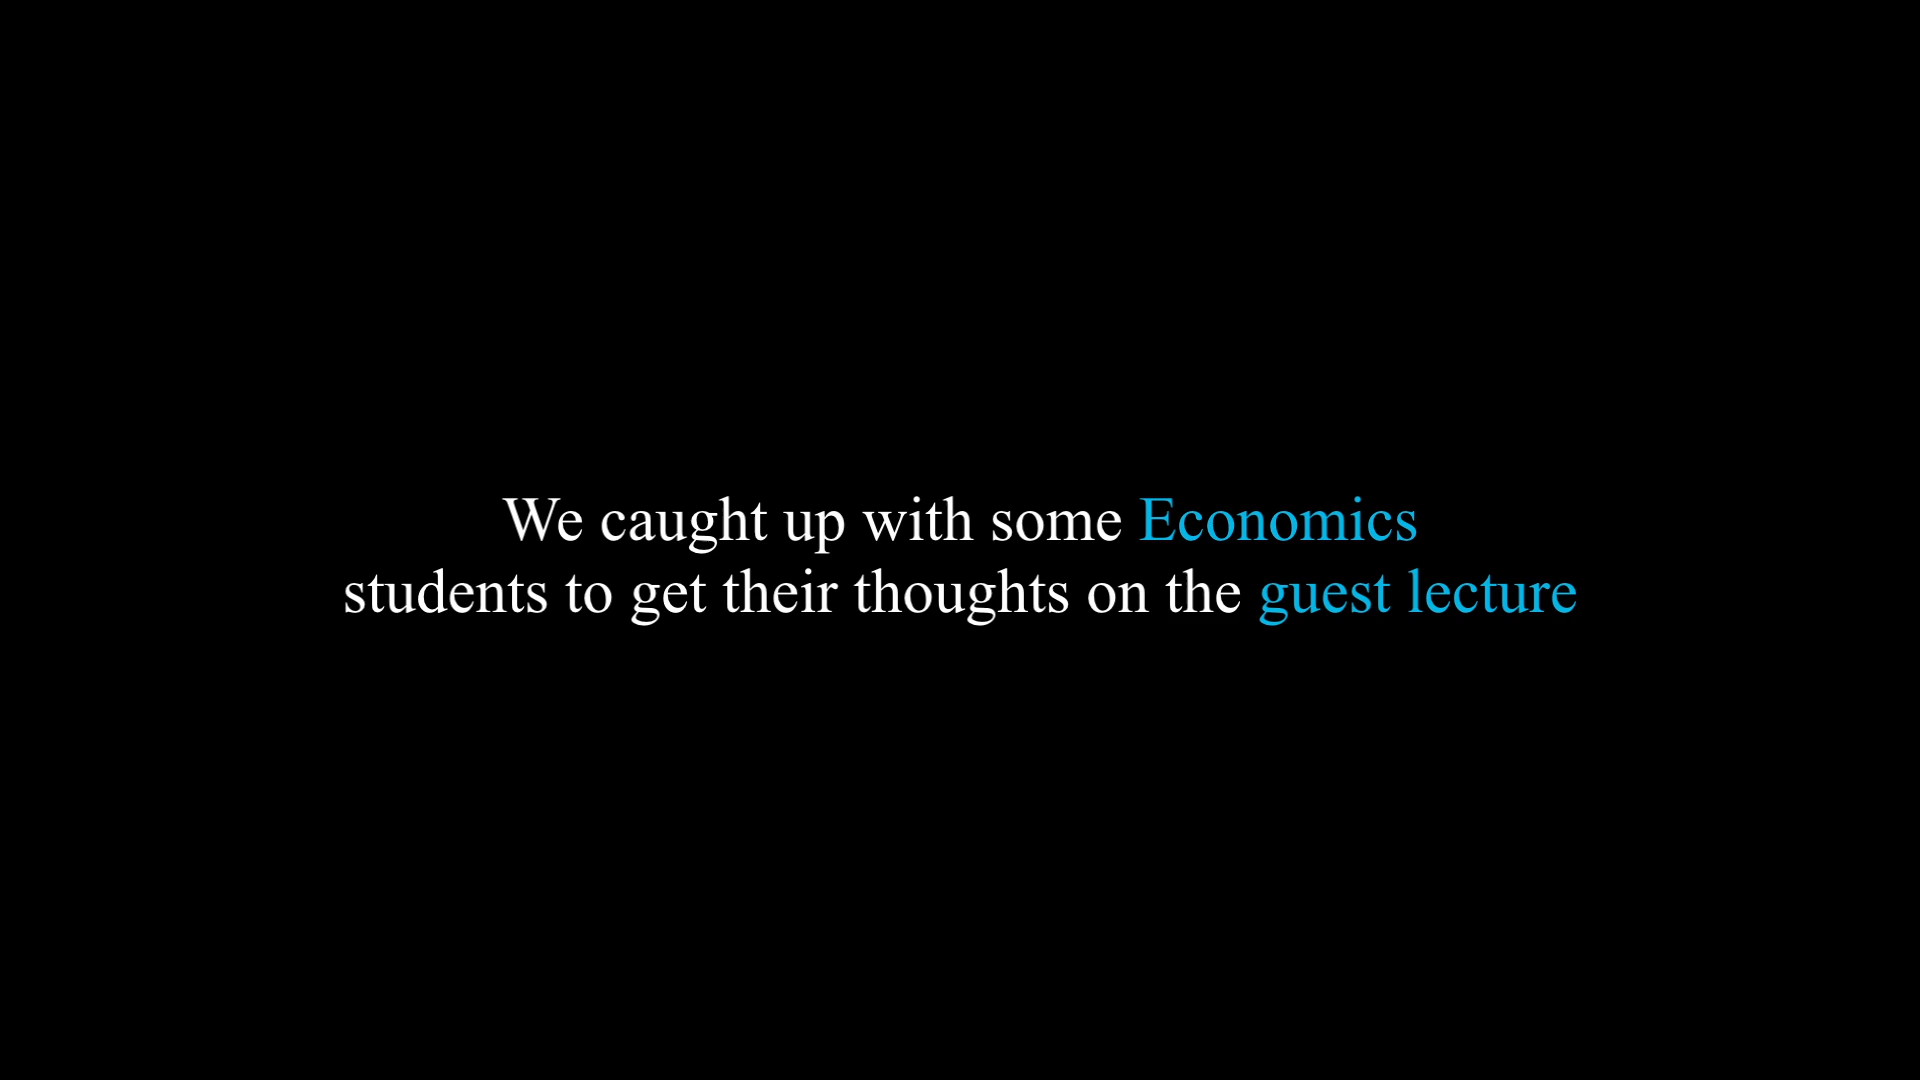 We caught up with some Economics
students to get their thoughts on the guest lecture